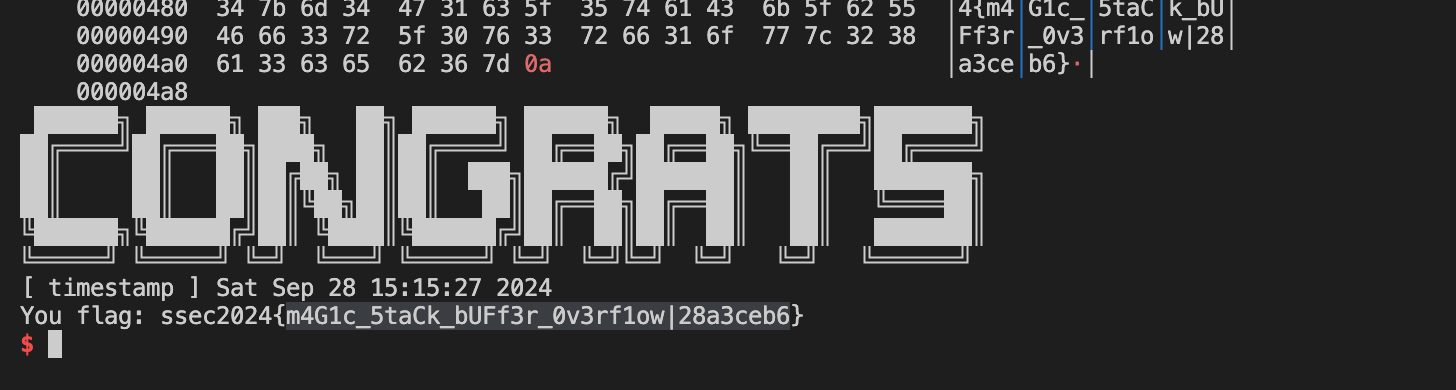 00000480  34 7b 6d 34  47 31 63 5f  35 74 61 43  6b 5f 62 55  |4{m4|G1c_|5taC|k_bU|
00000490  46 66 33 72  5f 30 76 33  72 66 31 6f  77 7c 32 38  |Ff3r|_0v3|rf1o|w|28|
000004a0  61 33 63 65  62 36 7d 0a  |a3ce|b6}·|
000004a8
CONGRATS
[ timestamp ] Sat Sep 28 15:15:27 2024
You flag: ssec2024{m4G1c_5taCk_bUFf3r_0v3rf1ow|28a3ceb6}
$